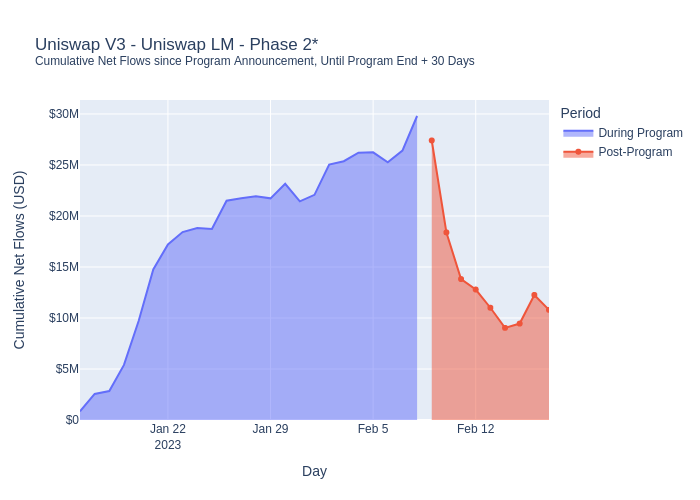 Uniswap V3 - Uniswap LM - Phase 2*
Cumulative Net Flows since Program Announcement, Until Program End + 30 Days
Period
During Program
Post-Program
Cumulative Net Flows (USD)
$30M
$25M
$20M
$15M
$10M
$5M
$0
Jan 22
2023
Jan 29
Feb 5
Feb 12
Day